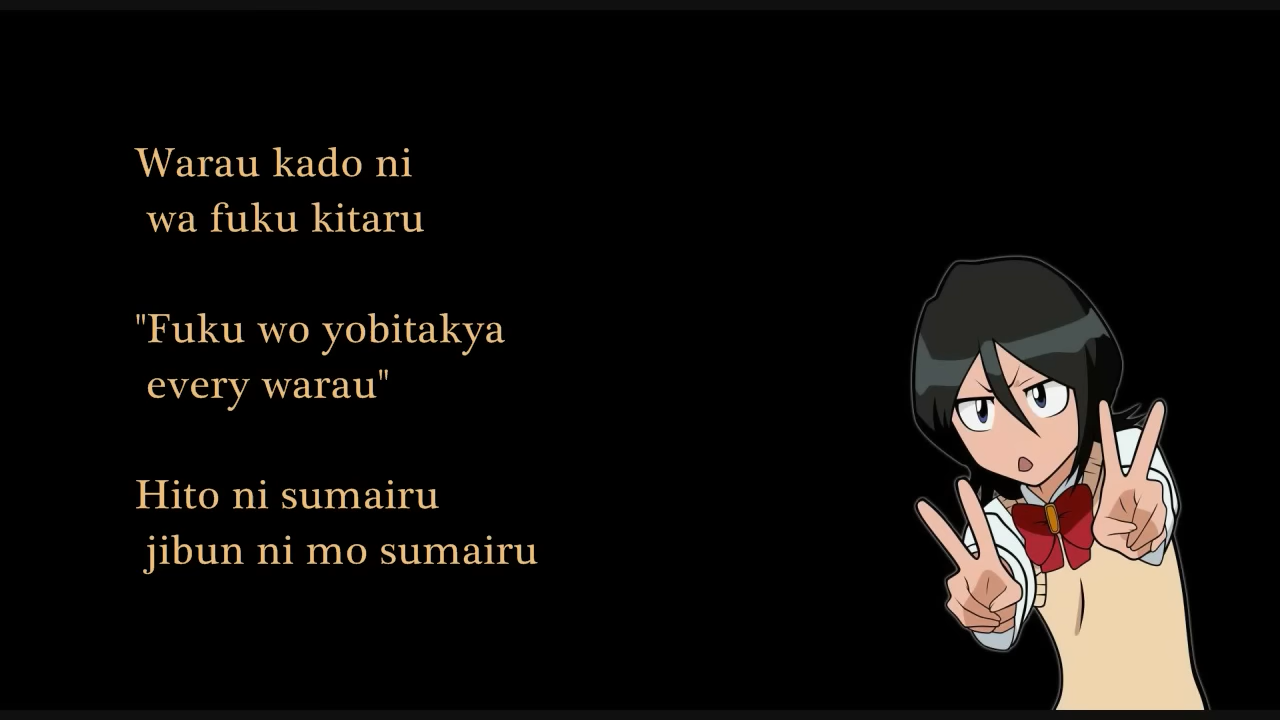 Warau kado ni
wa fuku kitaru
"Fuku wo yobitakya
every warau"
Hito ni sumairu
jibun ni mo sumairu